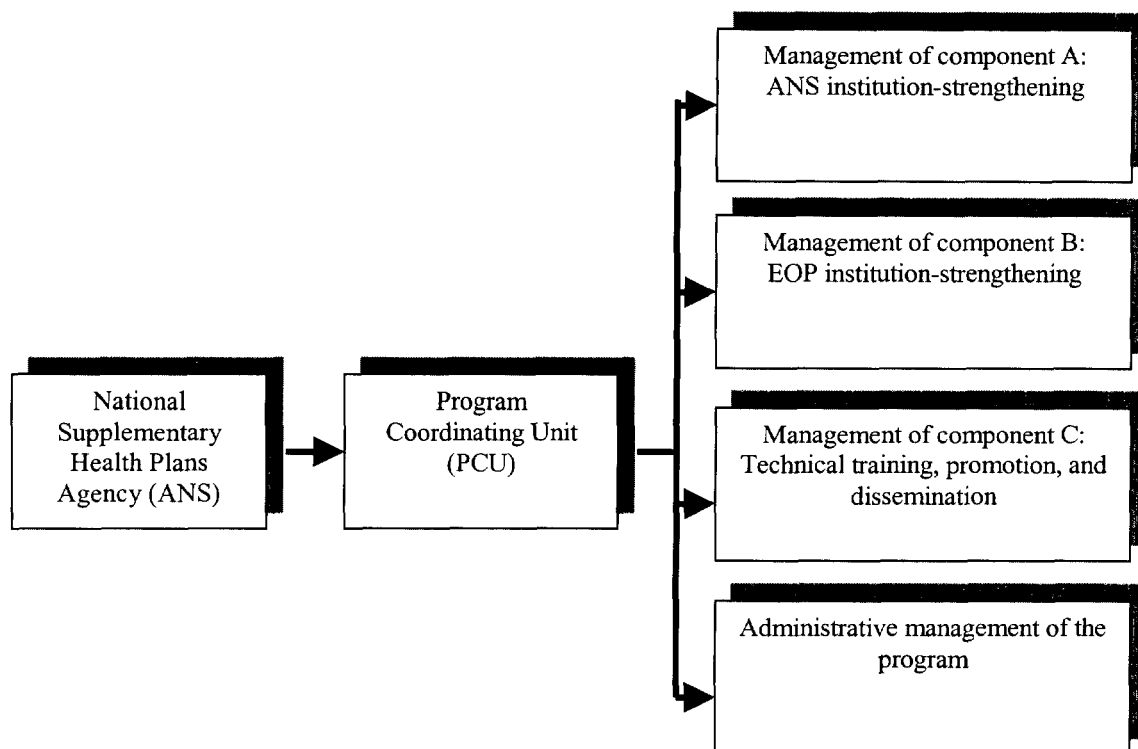 Management of component A:
ANS institution-strengthening
Management of component B:
EOP institution-strengthening
National
Supplementary
Health Plans
Agency (ANS)
Program
Coordinating Unit
(PCU)
Management of component C:
Technical training, promotion, and
dissemination
Administrative management of the
program